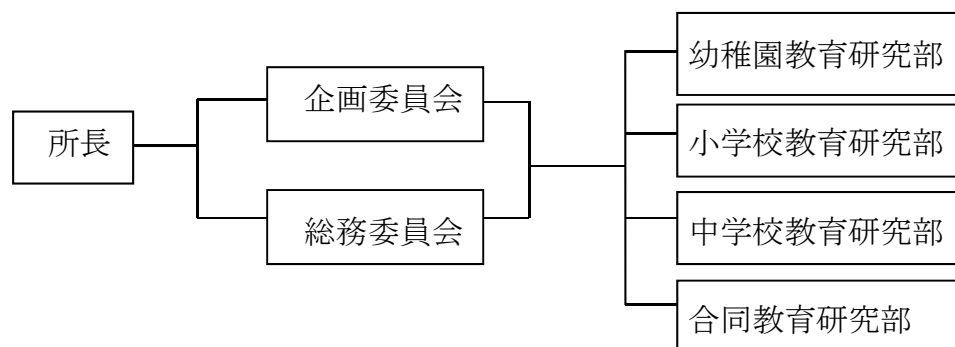 所長
企画委員会
総務委員会
幼稚園教育研究部
小学校教育研究部
中学校教育研究部
合同教育研究部